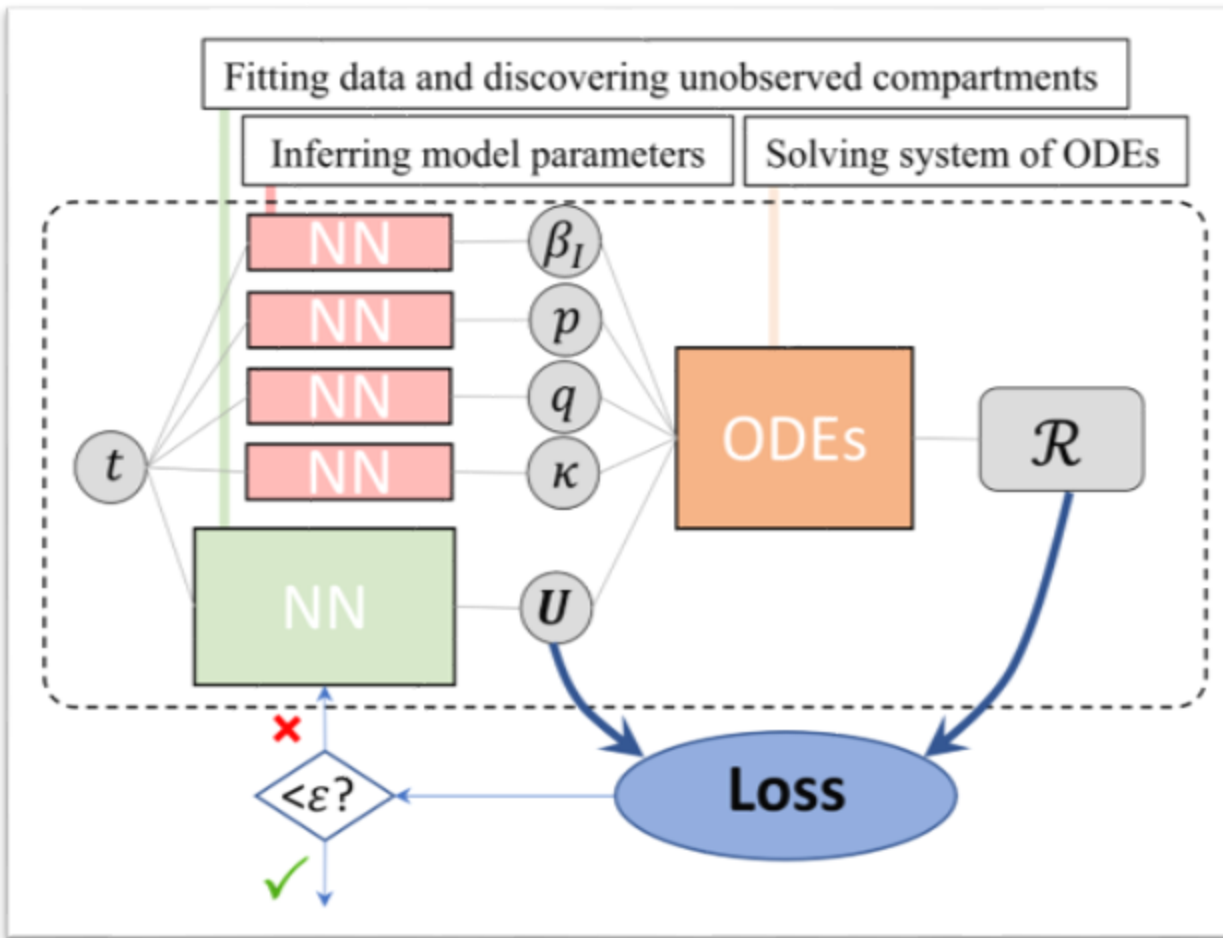 Fitting data and discovering unobserved compartments
Inferring model parameters
Solving system of ODEs
NN
β_I
NN
p
NN
q
NN
κ
t
ODEs
ℛ
NN
U
<ε?
Loss